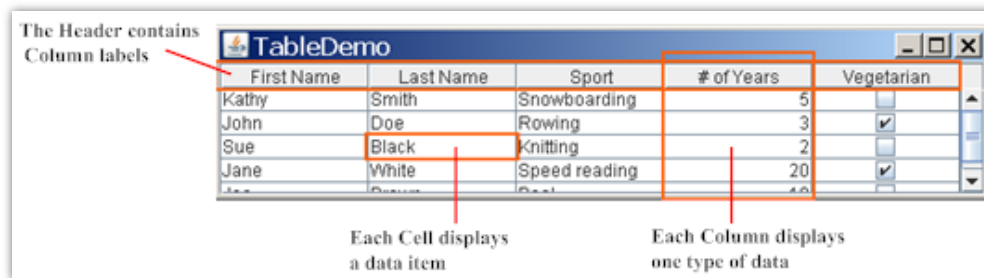 The Header contains
Column labels
TableDemo
First Name Last Name Sport # of Years Vegetarian
Kathy Smith Snowboarding 5
John Doe Rowing 3
Sue Black Knitting 2
Jane White Speed reading 20
Each Cell displays
a data item
Each Column displays
one type of data